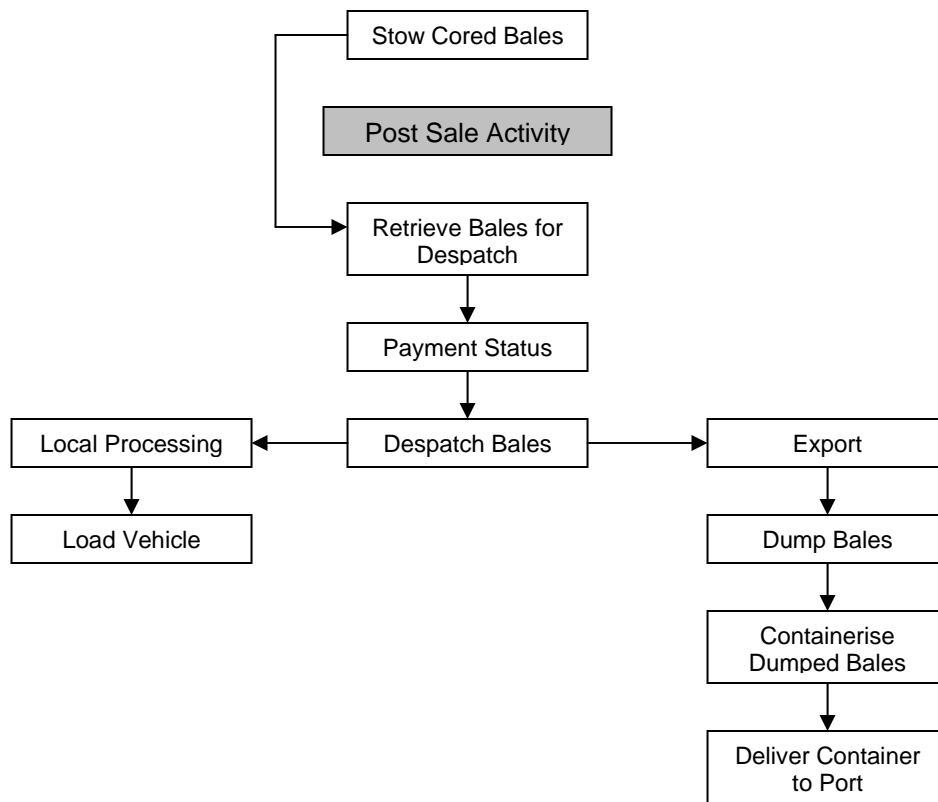 Stow Cored Bales
Post Sale Activity
Retrieve Bales for
Despatch
Payment Status
Local Processing
Despatch Bales
Export
Load Vehicle
Dump Bales
Containerise
Dumped Bales
Deliver Container
to Port